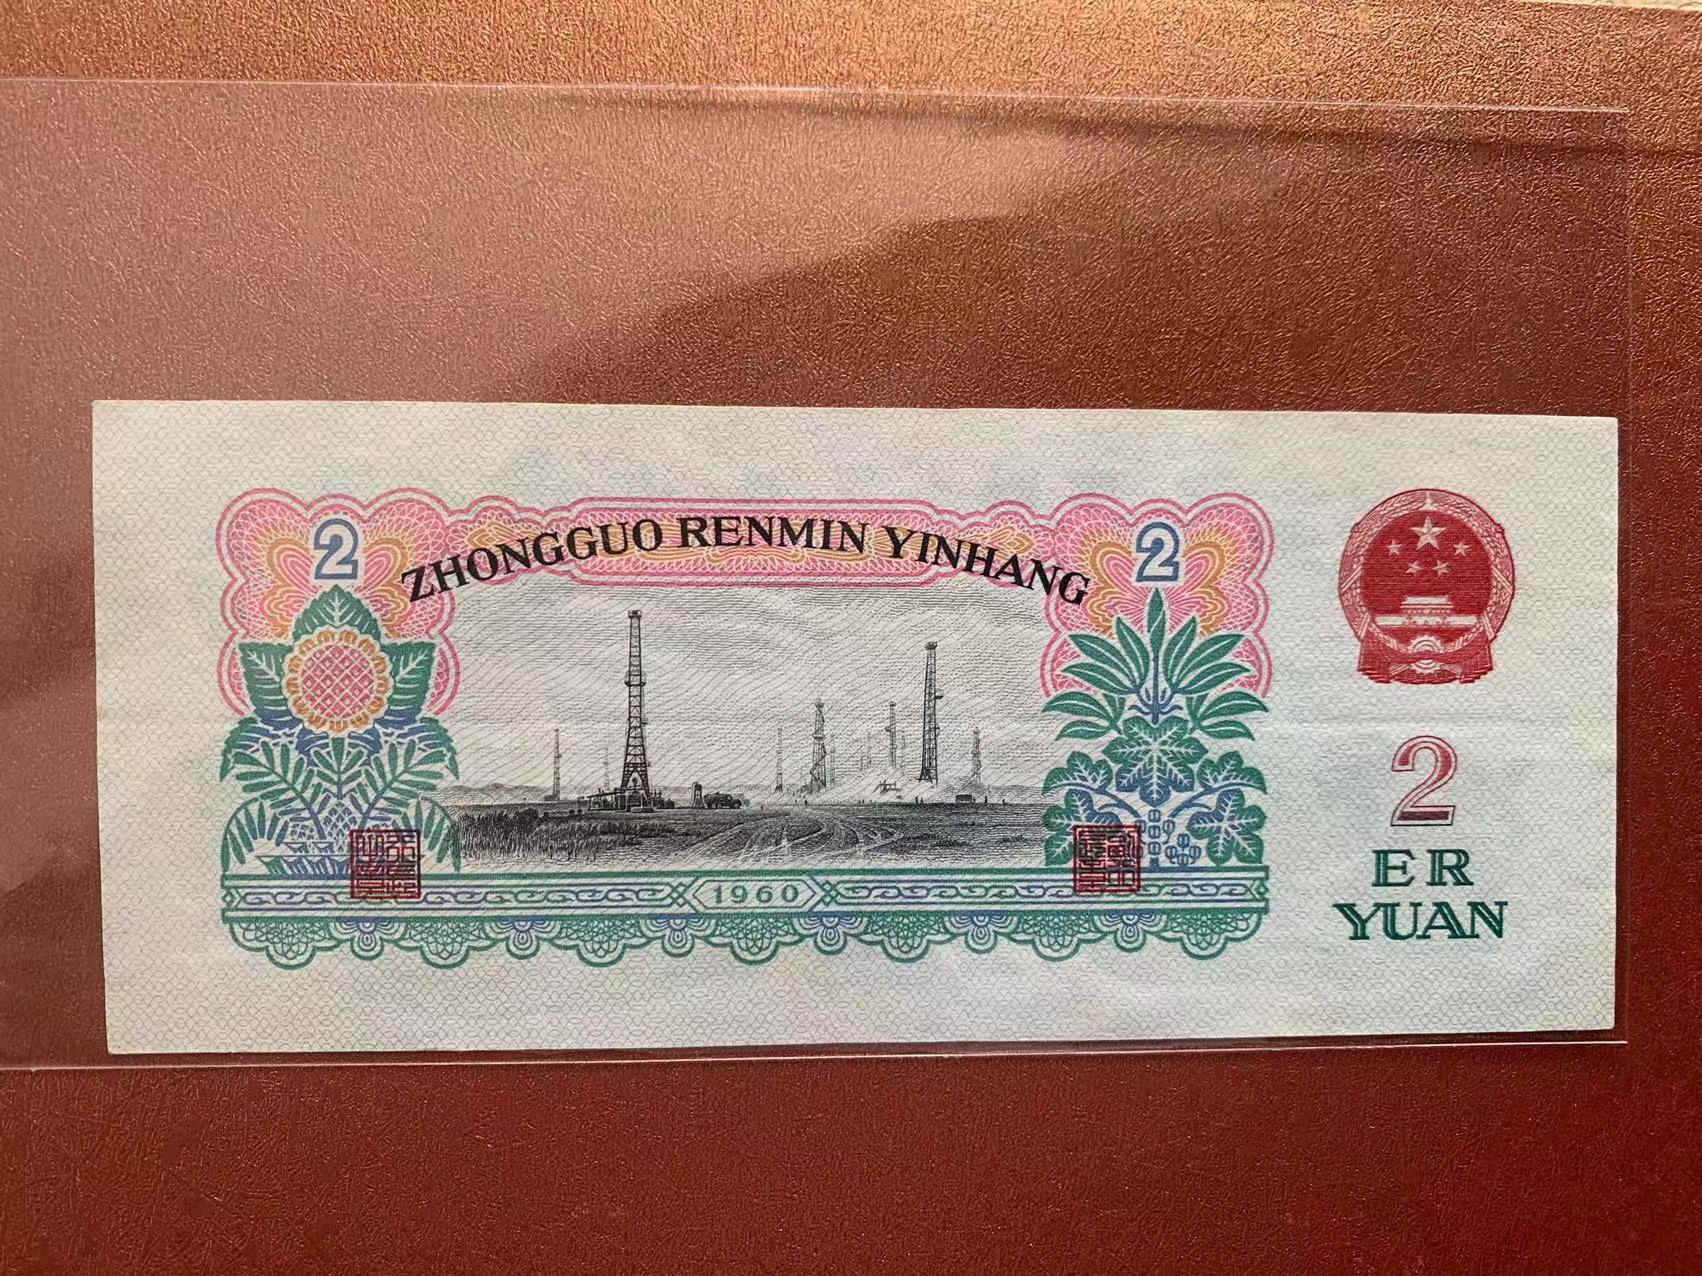 ZHONGGUO RENMIN YINHANG
2
2
1960
2
ER
YUAN